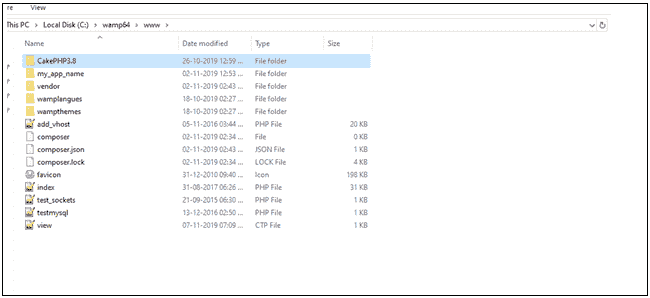 re View
This PC > Local Disk (C:) > wamp64 > www >
Name Date modified Type Size
CakePHP3.8 26-10-2019 12:59 ... File folder
my_app_name 02-11-2019 12:53 ... File folder
vendor 02-11-2019 02:43 ... File folder
wamplangues 18-10-2019 02:27 ... File folder
wampthemes 18-10-2019 02:27 ... File folder
add_vhost 05-11-2016 03:44 ... PHP File 20 KB
composer 02-11-2019 02:34 ... File 0 KB
composer.json 02-11-2019 02:43 ... JSON File 1 KB
composer.lock 02-11-2019 02:34 ... LOCK File 4 KB
favicon 31-12-2010 09:40 ... Icon 198 KB
index 31-08-2017 06:26 ... PHP File 31 KB
test_sockets 21-09-2015 06:30 ... PHP File 1 KB
testmysql 13-12-2016 02:50 ... PHP File 1 KB
view 07-11-2019 07:09 ... CTP File 1 KB